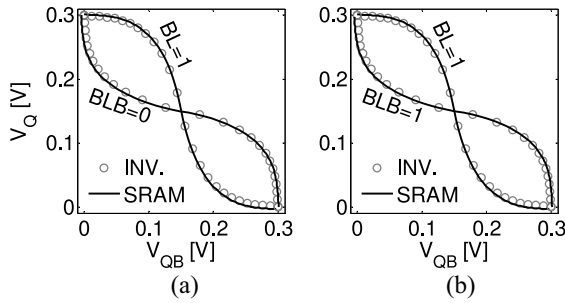 0.3
0.2
0.1
0
V_Q [V]
BL=1
BLB=0
INV.
SRAM
0
0.1
0.2
0.3
V_QB [V]
(a)
0.3
0.2
0.1
0
BL=1
BLB=1
INV.
SRAM
0
0.1
0.2
0.3
V_QB [V]
(b)